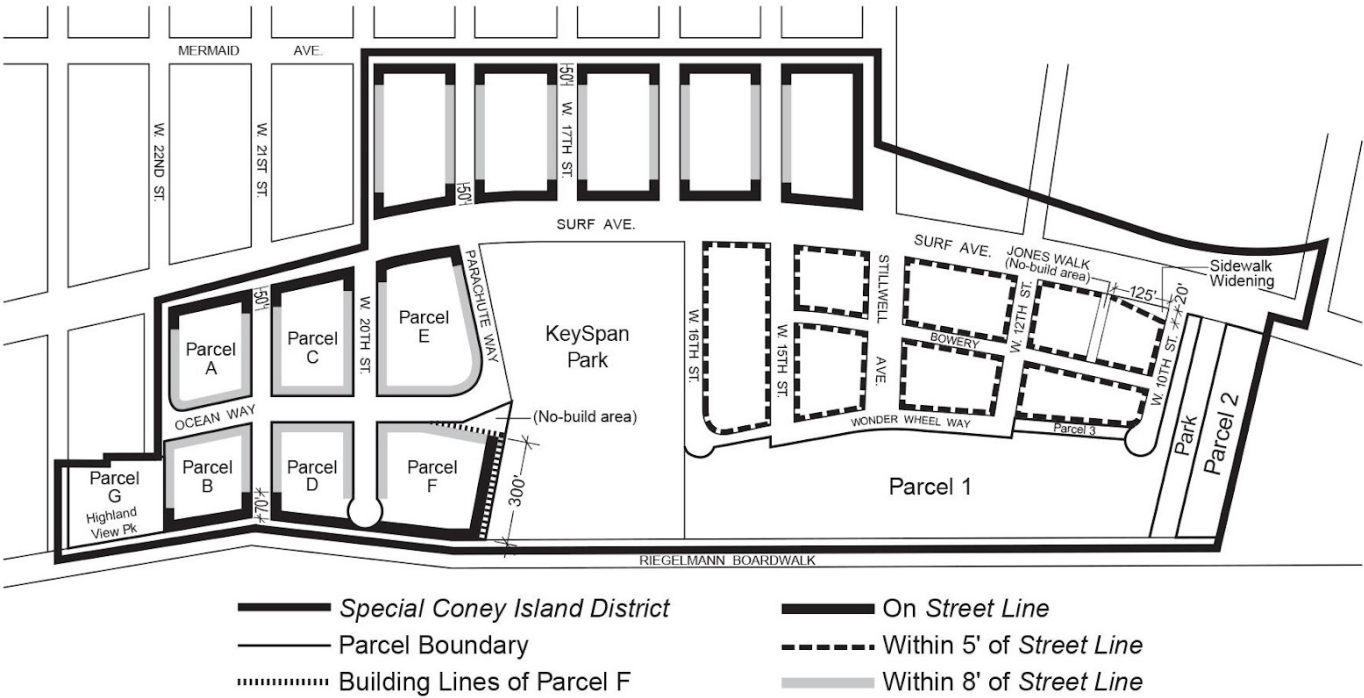 MERMAID AVE.
50'
W. 22ND ST.
W. 21ST ST.
W. 17TH ST.
50'
SURF AVE.
SURF AVE.
JONES WALK
(No-build area)
Sidewalk
Widening
125'
20'
50'
Parcel
A
Parcel
C
W. 20TH ST.
Parcel
E
PARACHUTE WAY
KeySpan
Park
W. 16TH ST.
W. 15TH ST.
STILLWELL
AVE.
BOWERY
W. 12TH ST.
W. 10TH ST.
OCEAN WAY
(No-build area)
WONDER WHEEL WAY
Parcel 3
Park
Parcel 2
Parcel
G
Highland
View Pk
Parcel
B
Parcel
D
Parcel
F
70'
300'
Parcel 1
RIEGELMANN BOARDWALK
Special Coney Island District
Parcel Boundary
Building Lines of Parcel F
On Street Line
Within 5' of Street Line
Within 8' of Street Line